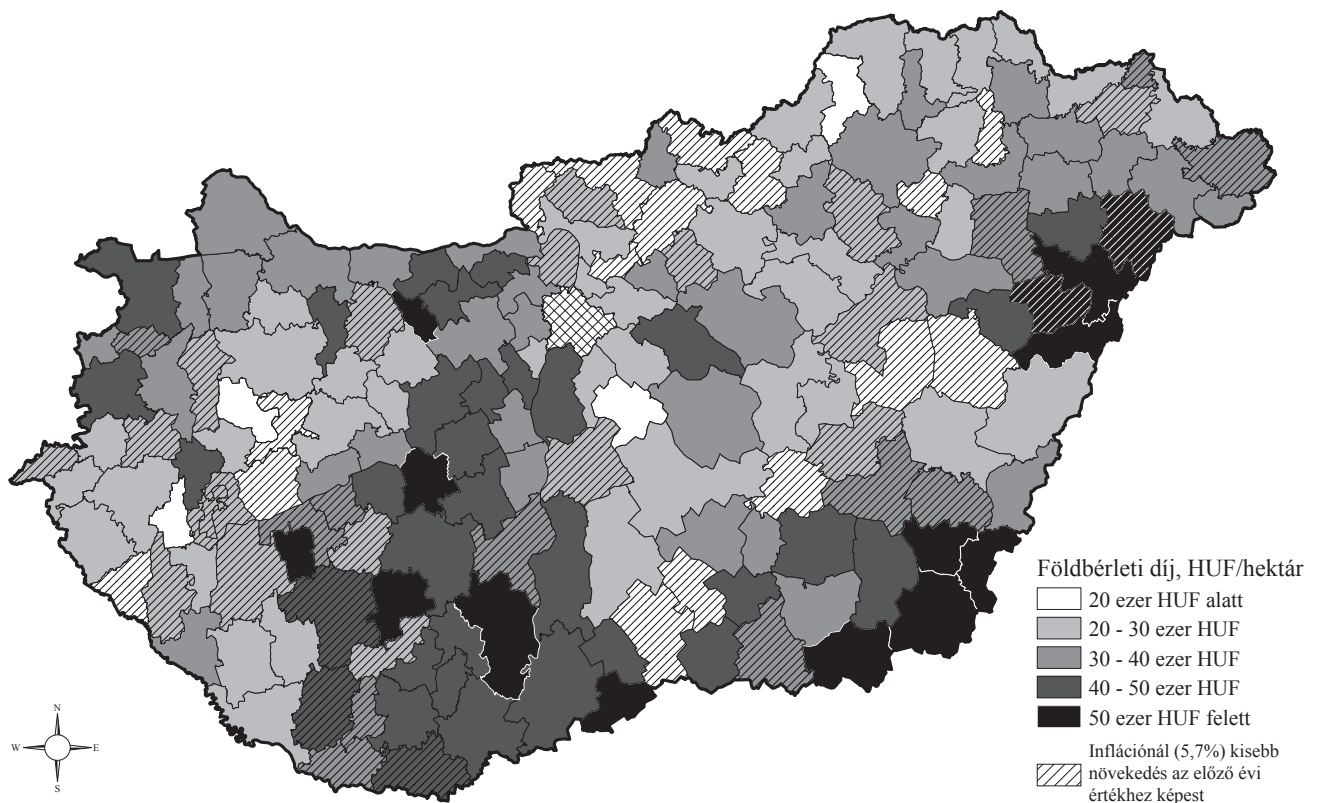 Földbérleti díj, HUF/hektár
20 ezer HUF alatt
20 - 30 ezer HUF
30 - 40 ezer HUF
40 - 50 ezer HUF
50 ezer HUF felett
Inflációnál (5,7%) kisebb
növekedés az előző évi
értékhez képest
N
W E
S